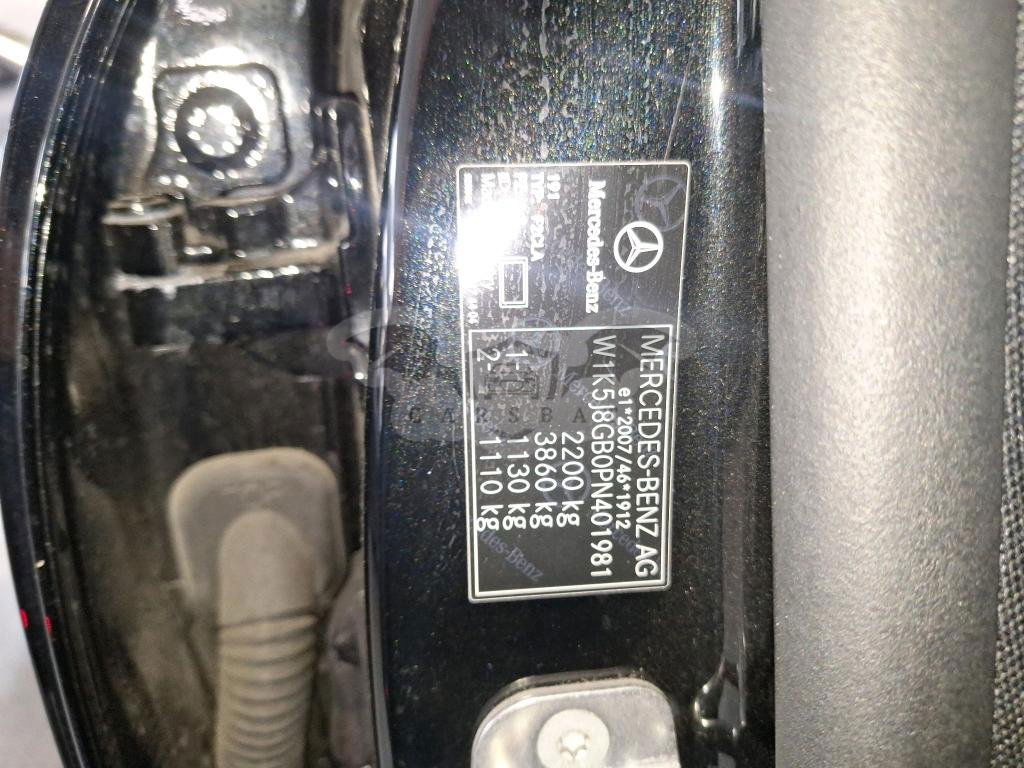 MERCEDES-BENZ AG
e1*2007/46*1912
W1K5J8GB0PN401981
2200 kg
3860 kg
1- 1130 kg
2- 1110 kg
Mercedes-Benz
CARSBA